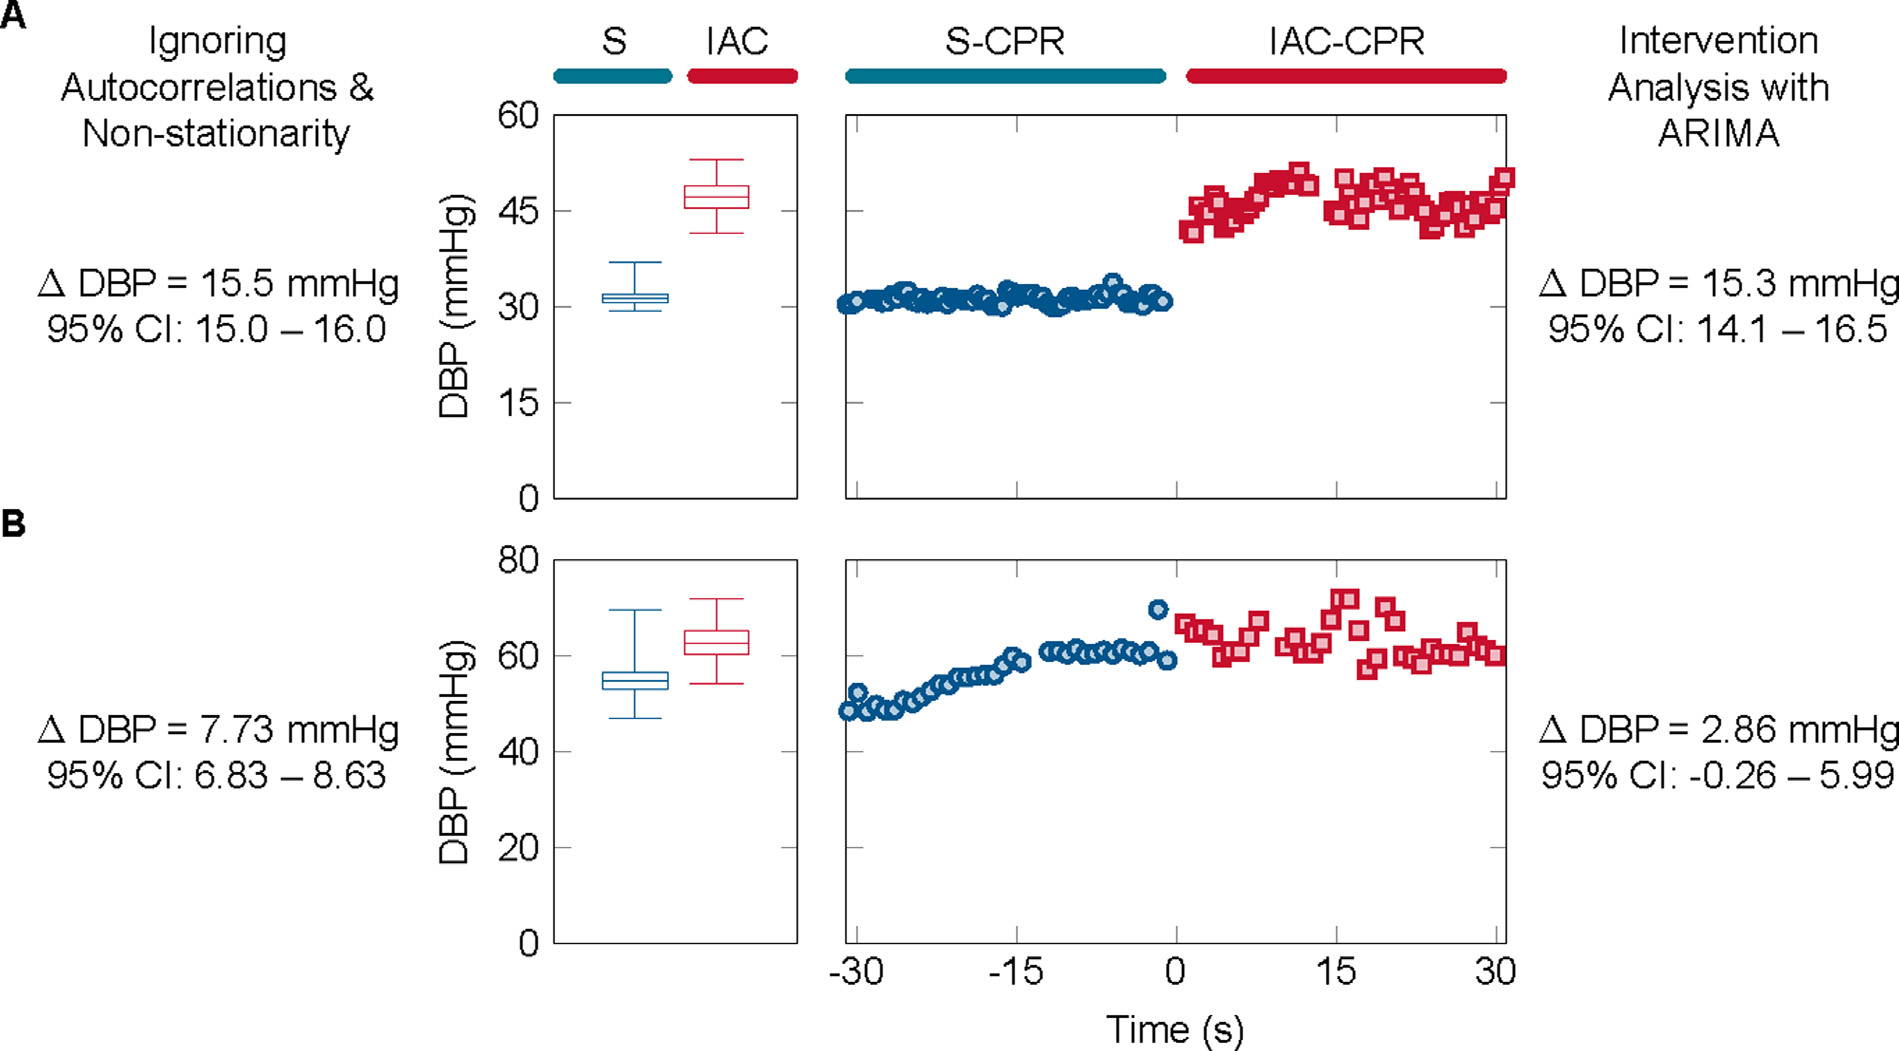 A
Ignoring
Autocorrelations &
Non-stationarity
S
IAC
S-CPR
IAC-CPR
Intervention
Analysis with
ARIMA
Δ DBP = 15.5 mmHg
95% CI: 15.0 – 16.0
DBP (mmHg)
60
45
30
15
0
Δ DBP = 15.3 mmHg
95% CI: 14.1 – 16.5
B
Δ DBP = 7.73 mmHg
95% CI: 6.83 – 8.63
DBP (mmHg)
80
60
40
20
0
Δ DBP = 2.86 mmHg
95% CI: -0.26 – 5.99
-30 -15 0 15 30
Time (s)